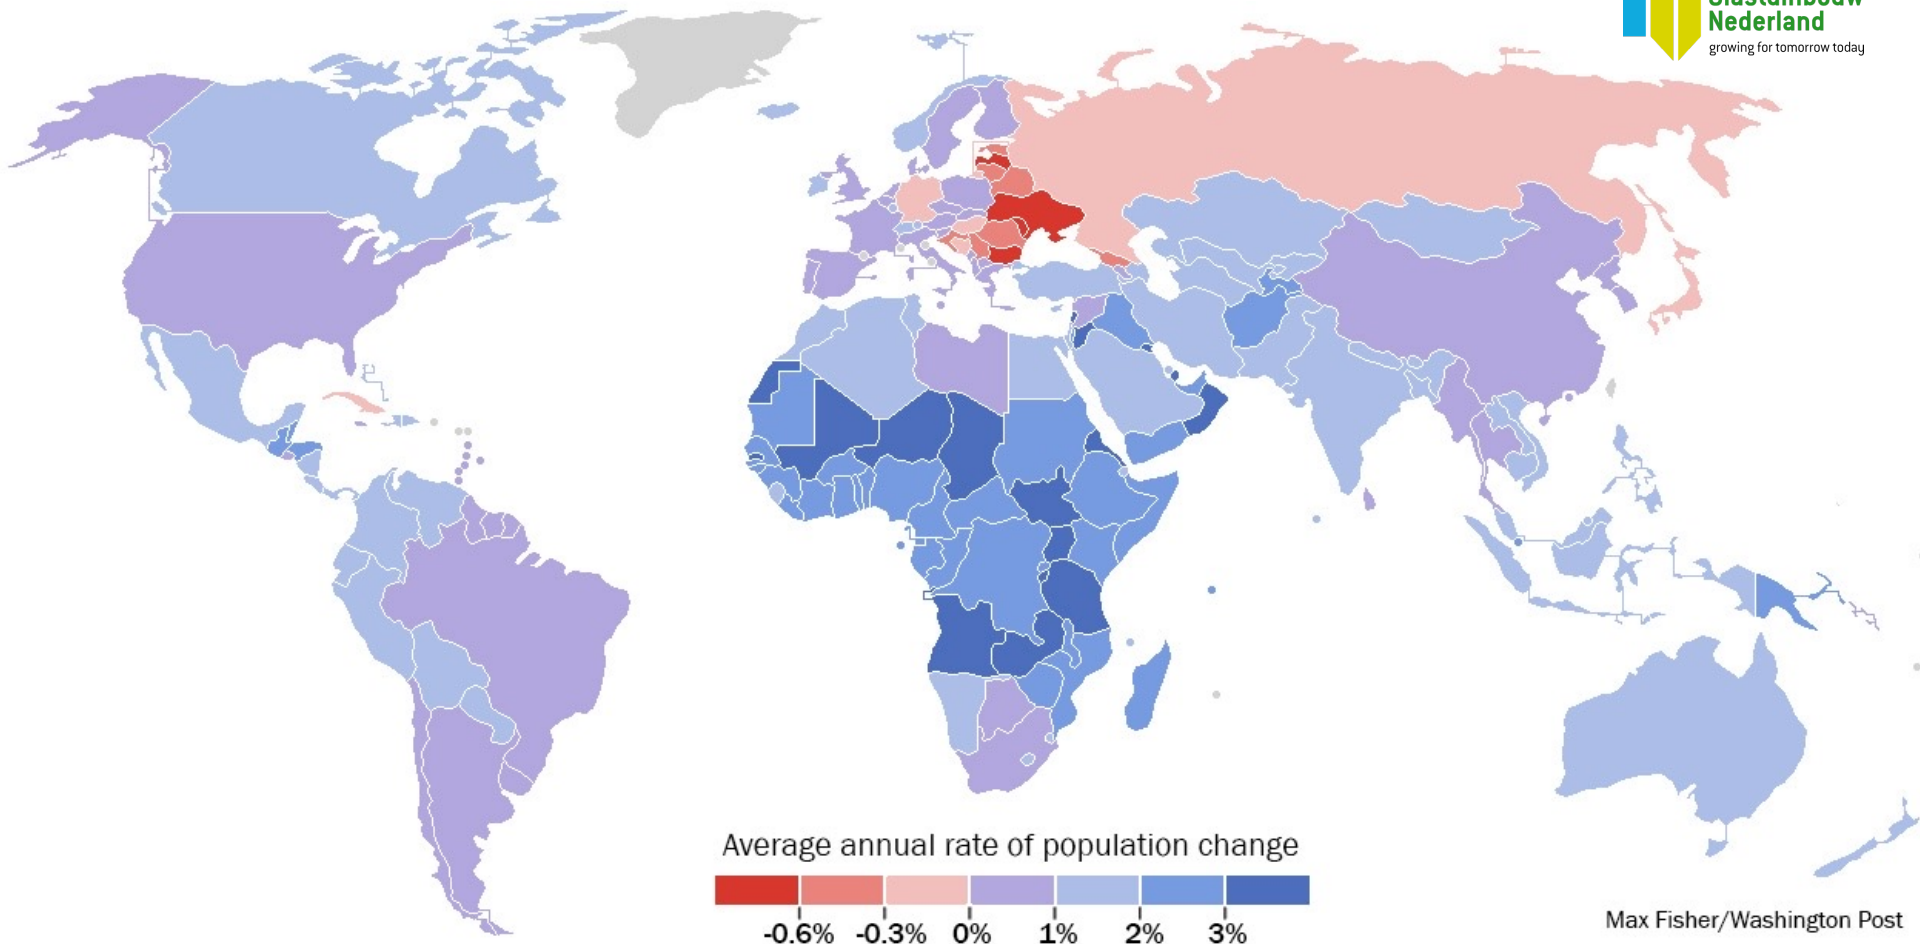 Nederland
growing for tomorrow today
Average annual rate of population change
-0.6% -0.3% 0% 1% 2% 3%
Max Fisher/Washington Post